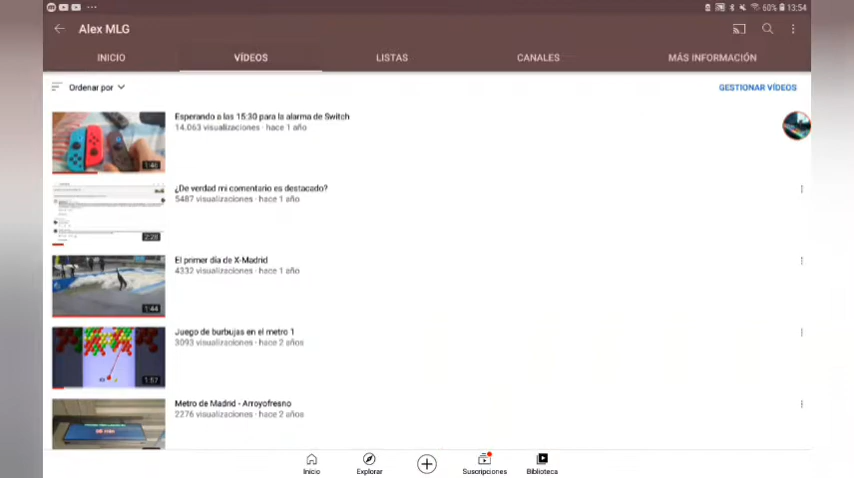 60% 13:54
Alex MLG
INICIO VÍDEOS LISTAS CANALES MÁS INFORMACIÓN
Ordenar por GESTIONAR VÍDEOS
Esperando a las 15:30 para la alarma de Switch
14.063 visualizaciones · hace 1 año
1:46
¿De verdad mi comentario es destacado?
5487 visualizaciones · hace 1 año
2:28
El primer día de X-Madrid
4332 visualizaciones · hace 1 año
1:44
Juego de burbujas en el metro 1
3093 visualizaciones · hace 2 años
1:57
Metro de Madrid - Arroyofresno
2276 visualizaciones · hace 2 años
Inicio Explorar Suscripciones Biblioteca